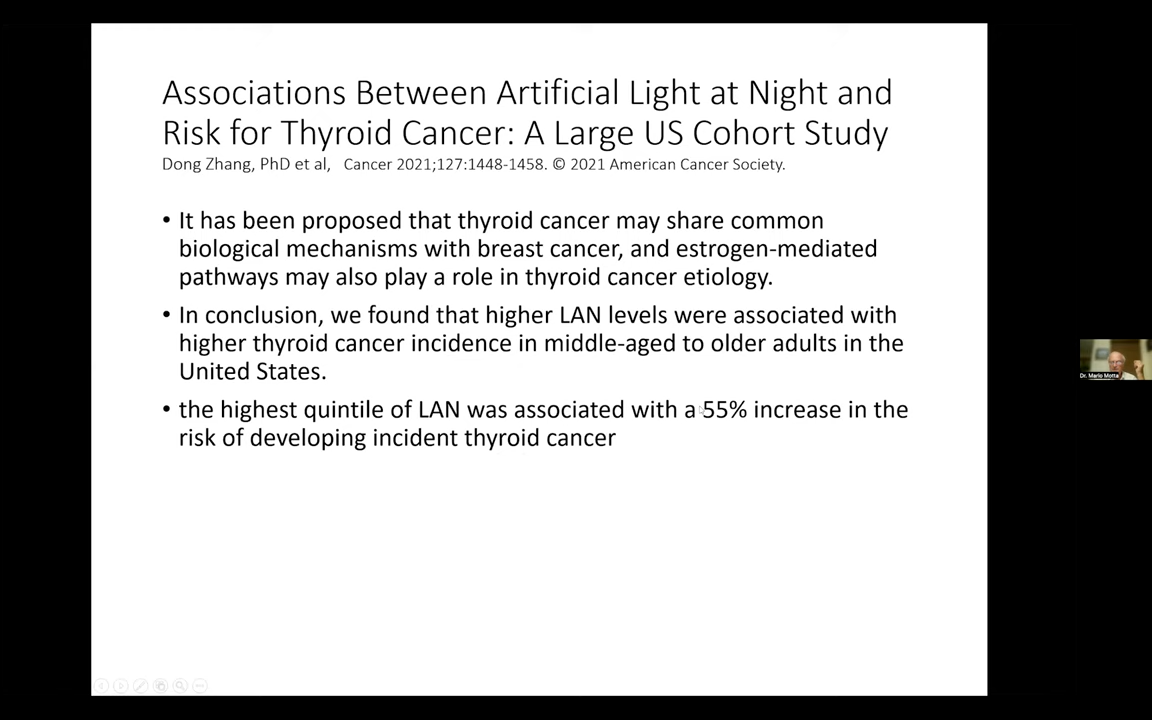 Associations Between Artificial Light at Night and
Risk for Thyroid Cancer: A Large US Cohort Study
Dong Zhang, PhD et al, Cancer 2021;127:1448-1458. © 2021 American Cancer Society.
• It has been proposed that thyroid cancer may share common
biological mechanisms with breast cancer, and estrogen-mediated
pathways may also play a role in thyroid cancer etiology.
• In conclusion, we found that higher LAN levels were associated with
higher thyroid cancer incidence in middle-aged to older adults in the
United States.
• the highest quintile of LAN was associated with a 55% increase in the
risk of developing incident thyroid cancer
Dr. Mario Motta